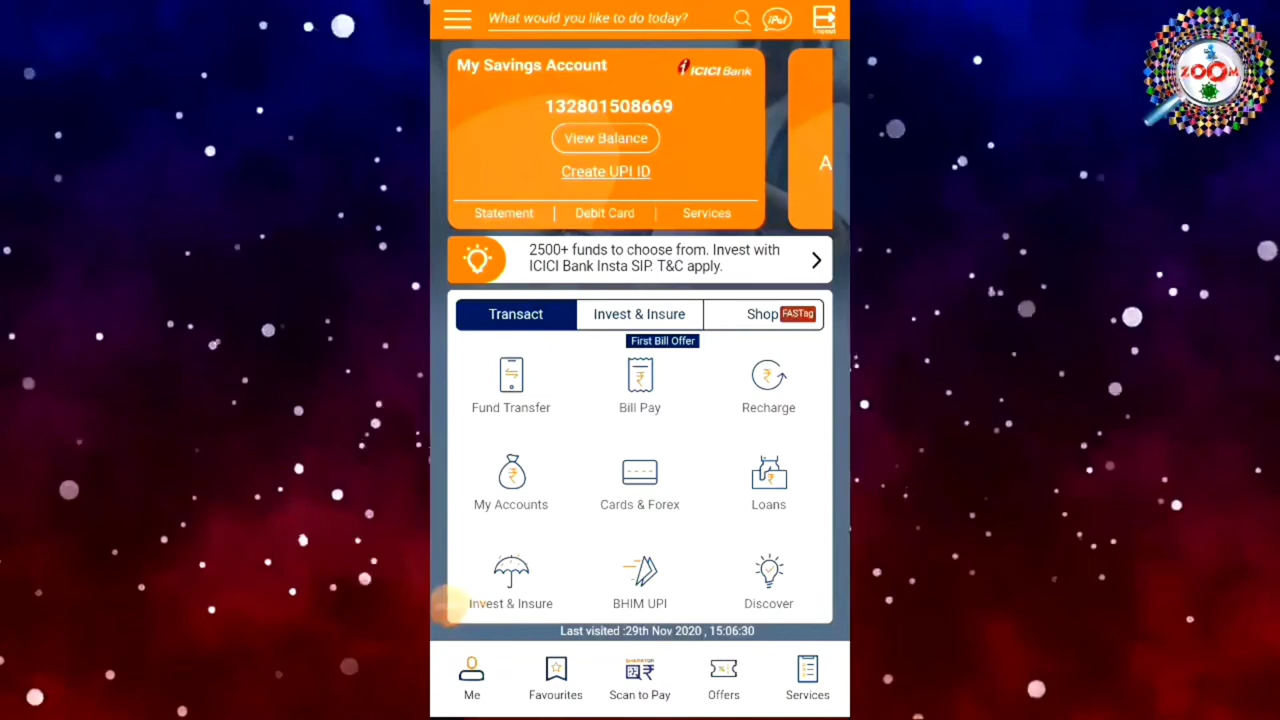 What would you like to do today?
iPal
Logout
My Savings Account
ICICI Bank
132801508669
View Balance
Create UPI ID
A
Statement
Debit Card
Services
2500+ funds to choose from. Invest with
ICICI Bank Insta SIP. T&C apply.
Transact
Invest & Insure
Shop
FASTag
First Bill Offer
Fund Transfer
Bill Pay
Recharge
My Accounts
Cards & Forex
Loans
Invest & Insure
BHIM UPI
Discover
Last visited :29th Nov 2020 , 15:06:30
Me
Favourites
Scan to Pay
Offers
Services
ZOOM